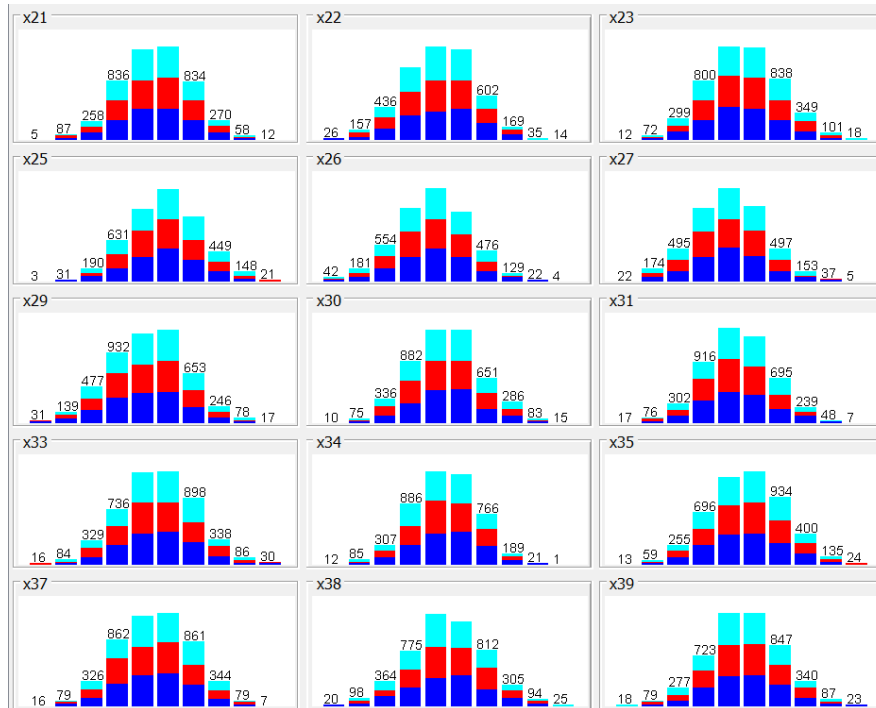 x21 x22 x23
5 87 258 836 834 270 58 12
26 157 436 602 169 35 14
12 72 299 800 838 349 101 18
x25 x26 x27
3 31 190 631 449 148 21
42 181 554 476 129 22 4
22 174 495 497 153 37 5
x29 x30 x31
31 139 477 932 653 246 78 17
10 75 336 882 651 286 83 15
17 76 302 916 695 239 48 7
x33 x34 x35
16 84 329 736 898 338 86 30
12 85 307 886 766 189 21 1
13 59 255 696 934 400 135 24
x37 x38 x39
16 79 326 862 861 344 79 7
20 98 364 775 812 305 94 25
18 79 277 723 847 340 87 23